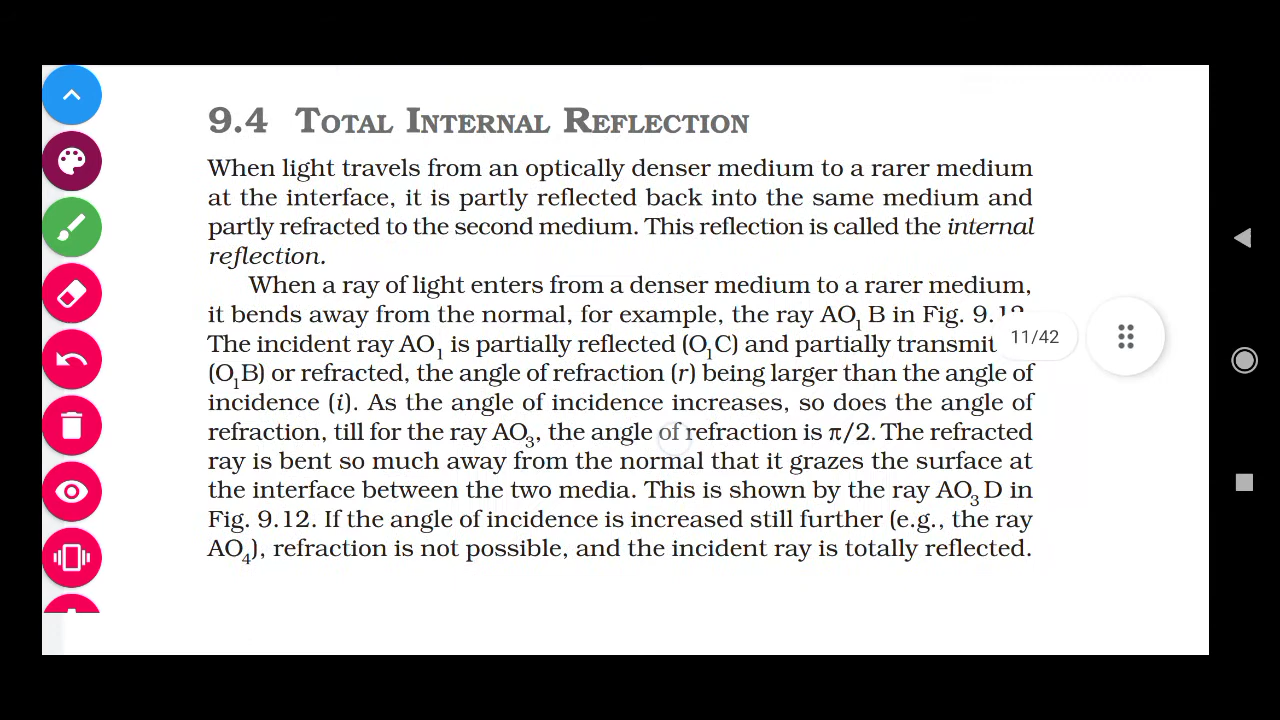 9.4 TOTAL INTERNAL REFLECTION
When light travels from an optically denser medium to a rarer medium
at the interface, it is partly reflected back into the same medium and
partly refracted to the second medium. This reflection is called the internal
reflection.
When a ray of light enters from a denser medium to a rarer medium,
it bends away from the normal, for example, the ray AO₁ B in Fig.
The incident ray AO₁ is partially reflected (O₁C) and partially transmit
11/42
(O₁B) or refracted, the angle of refraction (r) being larger than the angle of
incidence (i). As the angle of incidence increases, so does the angle of
refraction, till for the ray AO₃, the angle of refraction is π/2. The refracted
ray is bent so much away from the normal that it grazes the surface at
the interface between the two media. This is shown by the ray AO₃ D in
Fig. 9.12. If the angle of incidence is increased still further (e.g., the ray
AO₄), refraction is not possible, and the incident ray is totally reflected.